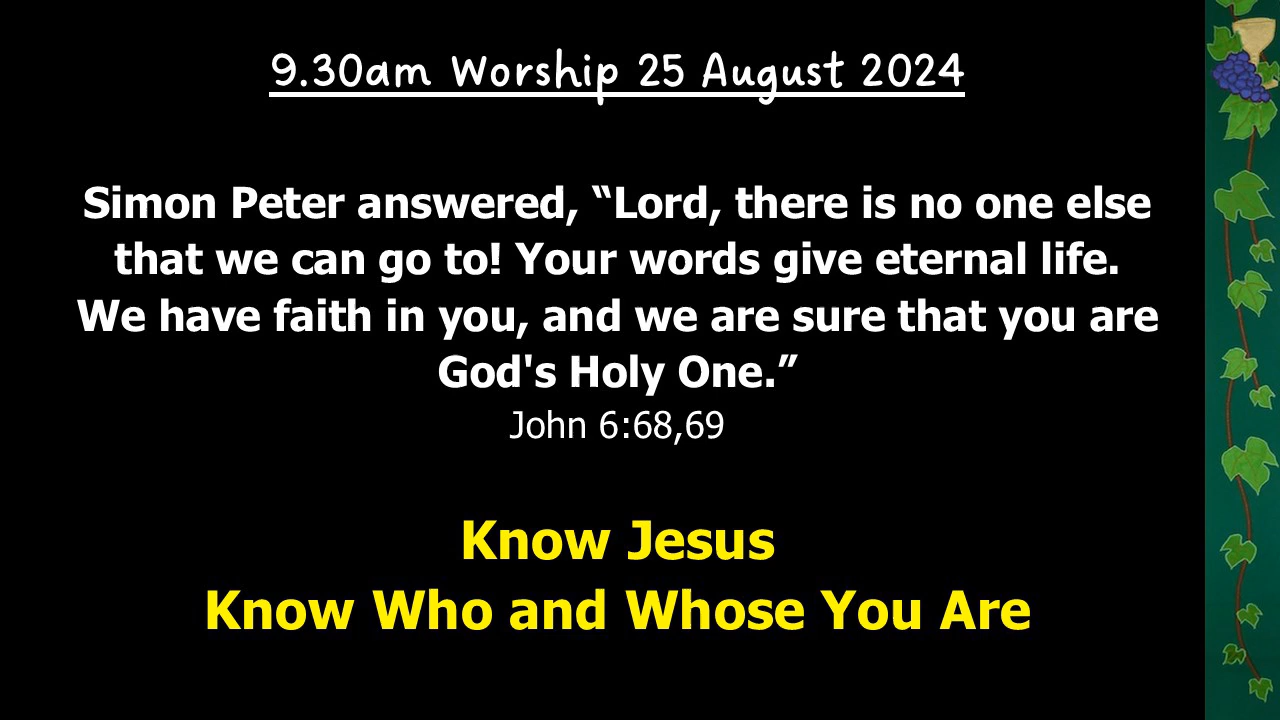 9.30am Worship 25 August 2024
Simon Peter answered, “Lord, there is no one else
that we can go to! Your words give eternal life.
We have faith in you, and we are sure that you are
God's Holy One.”
John 6:68,69
Know Jesus
Know Who and Whose You Are